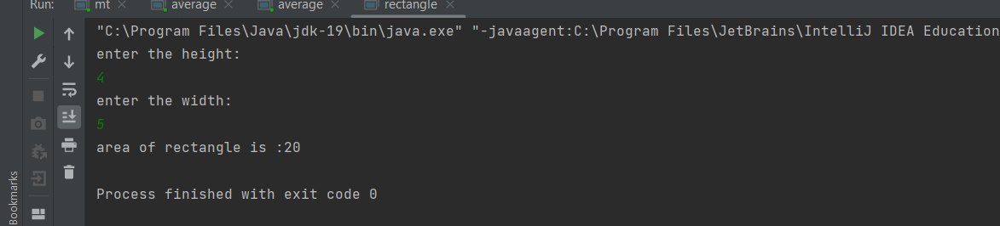 Run: mt average average rectangle
"C:\Program Files\Java\jdk-19\bin\java.exe" "-javaagent:C:\Program Files\JetBrains\IntelliJ IDEA Education
enter the height:
4
enter the width:
5
area of rectangle is :20
Process finished with exit code 0
Bookmarks